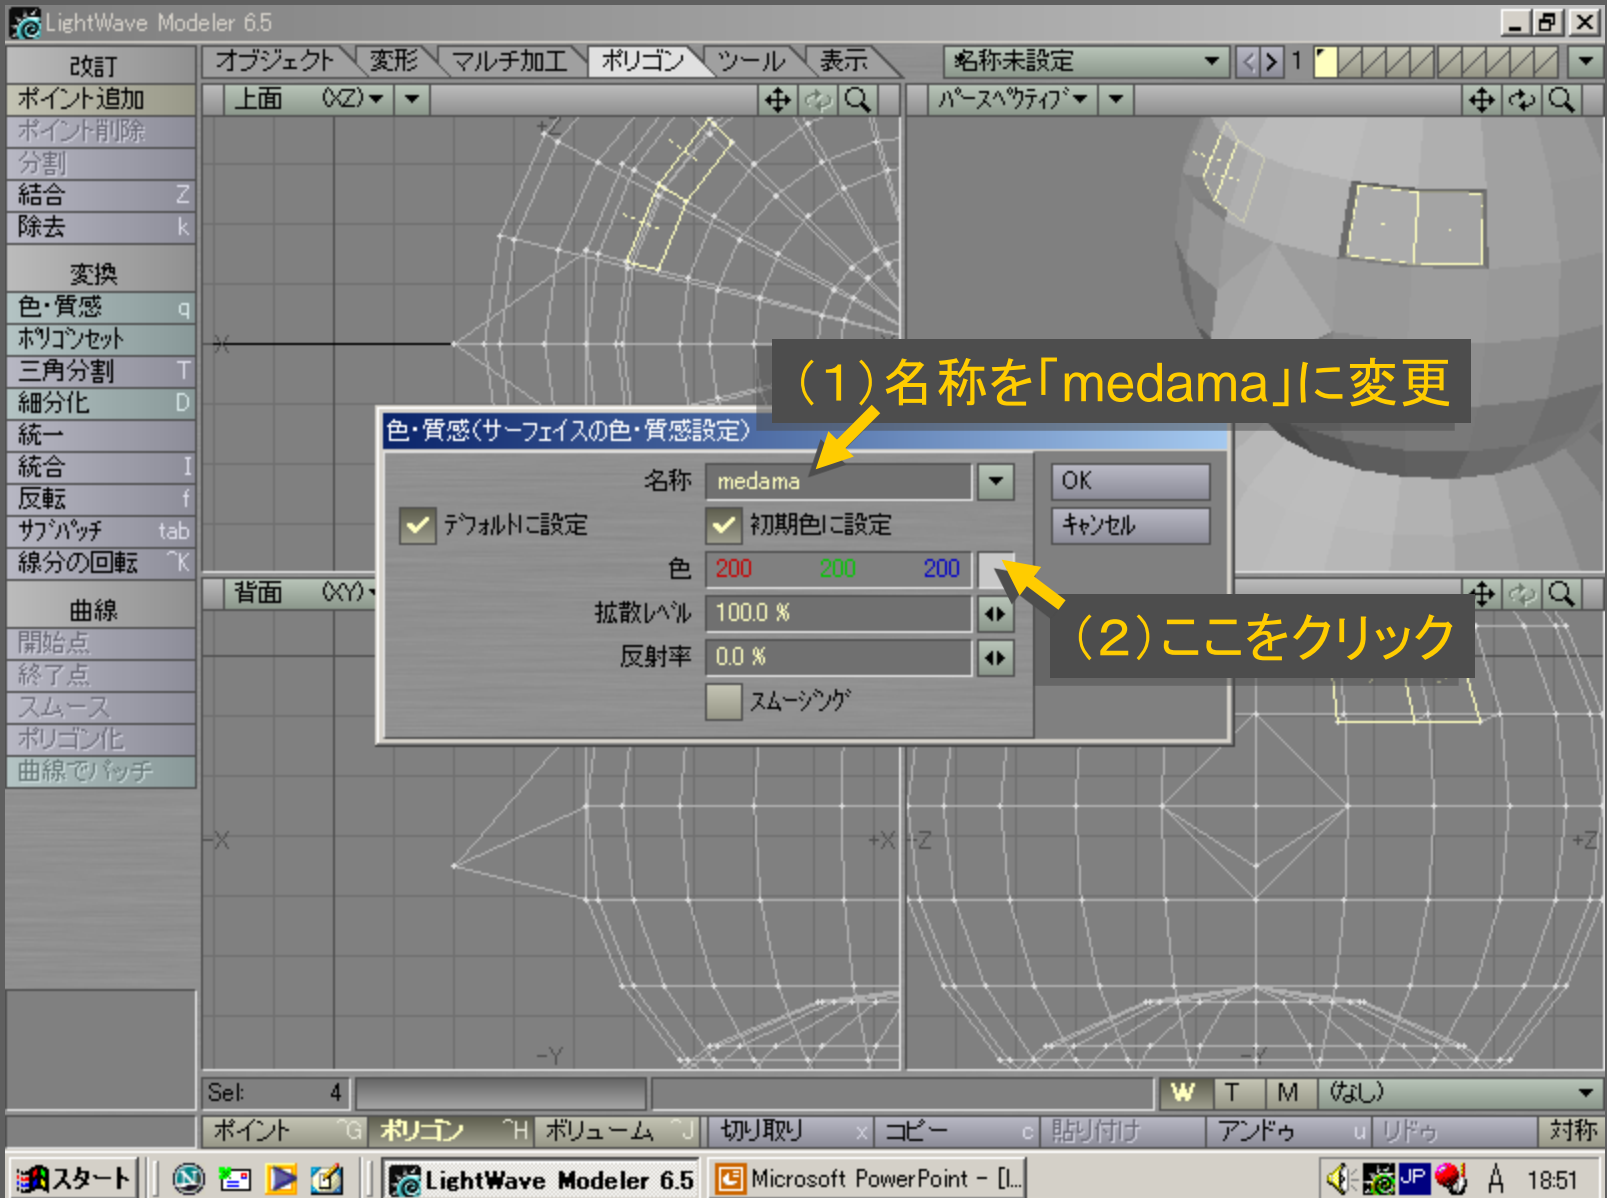 LightWave Modeler 6.5
改訂
オブジェクト
変形
マルチ加工
ポリゴン
ツール
表示
名称未設定
1
ポイント追加
上面 (XZ)
パースペクティブ
ポイント削除
分割
結合 Z
除去 k
変換
色・質感 q
ポリゴンセット
三角分割 T
細分化 D
統一
統合 I
反転 f
サブパッチ tab
線分の回転 ^K
曲線
開始点
終了点
スムース
ポリゴン化
曲線でパッチ
+Z
(1)名称を「medama」に変更
色・質感(サーフェイスの色・質感設定)
名称 medama
OK
デフォルトに設定
初期色に設定
キャンセル
色 200 200 200
拡散レベル 100.0 %
反射率 0.0 %
スムージング
(2)ここをクリック
背面 (XY)
-X
+X
-Z
+Z
-Y
-Y
Sel: 4
W T M (なし)
ポイント ^G
ポリゴン ^H
ボリューム ^J
切り取り x
コピー c
貼り付け
アンドゥ u
リドゥ
対称
スタート
LightWave Modeler 6.5
Microsoft PowerPoint - [l...
JP
A
18:51